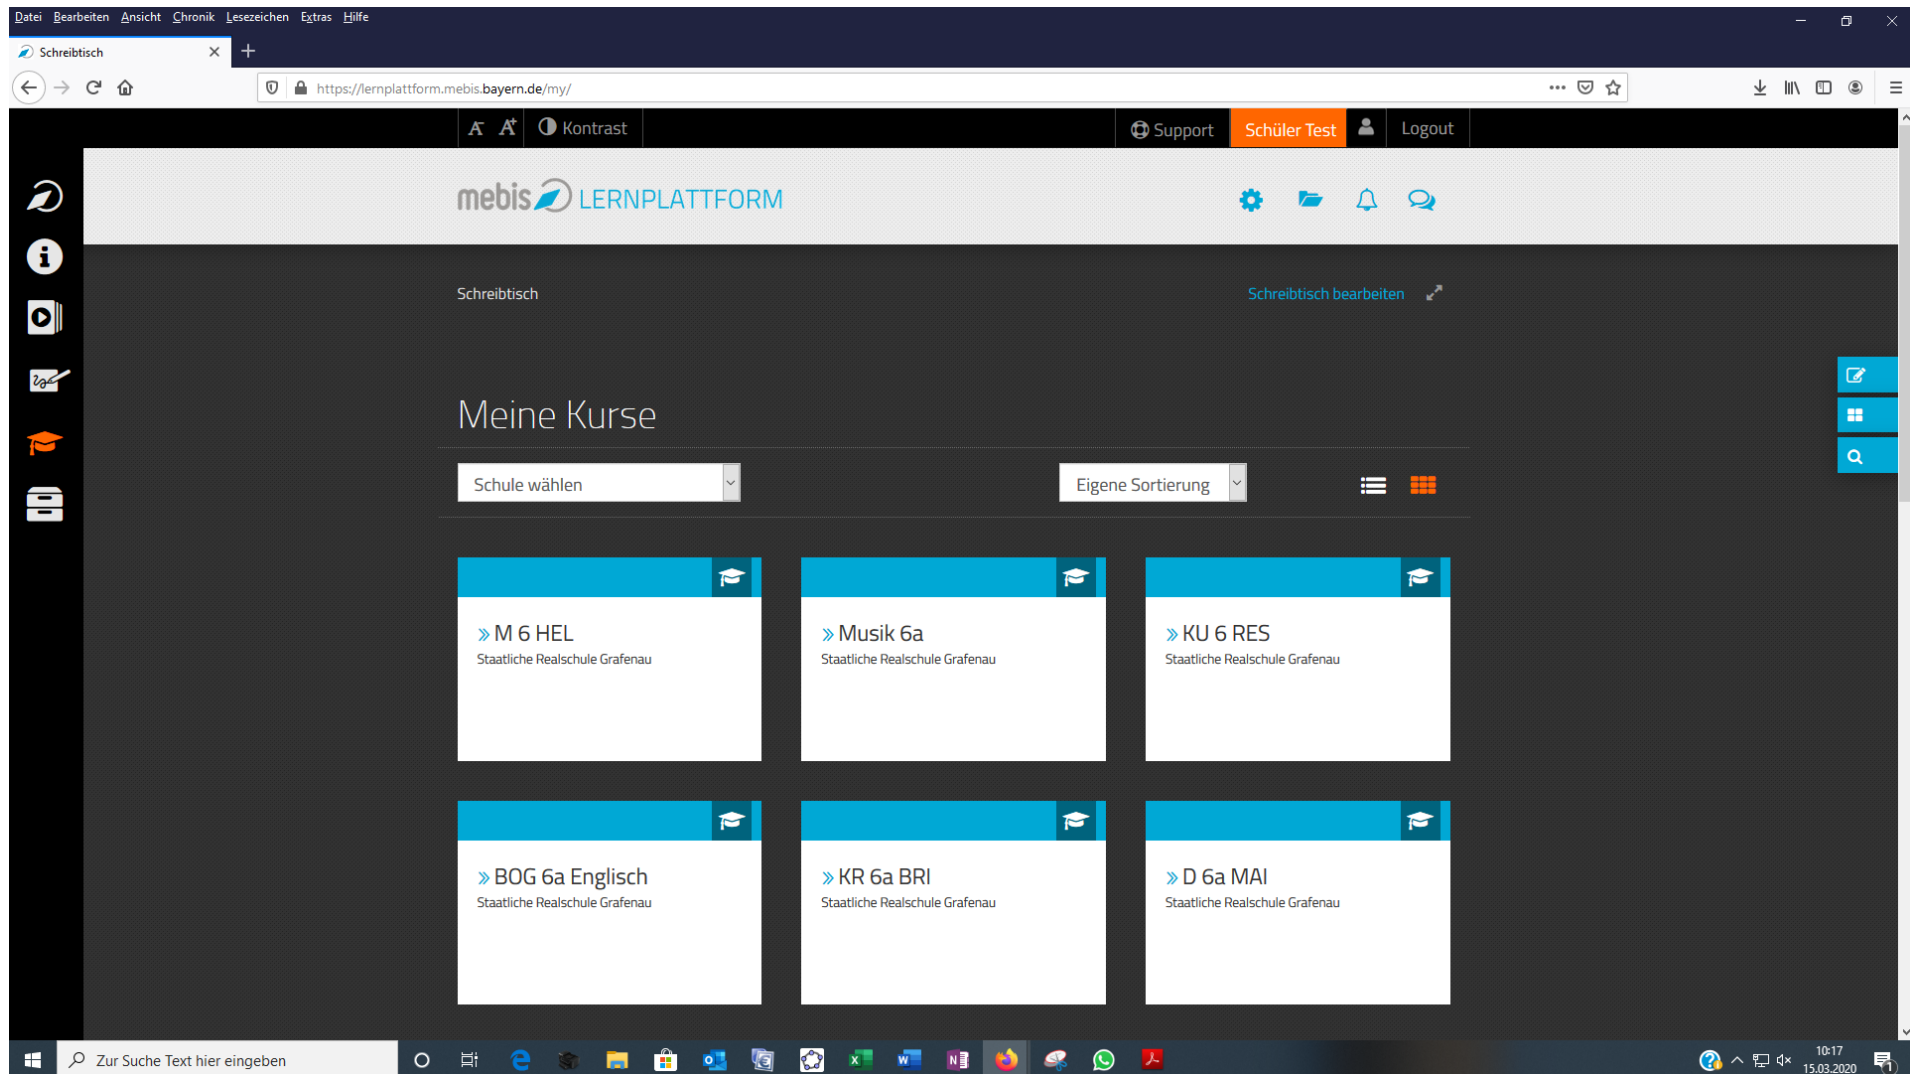 Datei Bearbeiten Ansicht Chronik Lesezeichen Extras Hilfe
Schreibtisch
https://lernplattform.mebis.bayern.de/my/
A- A+ Kontrast Support Schüler Test Logout
mebis LERNPLATTFORM
Schreibtisch Schreibtisch bearbeiten
Meine Kurse
Schule wählen Eigene Sortierung
» M 6 HEL
Staatliche Realschule Grafenau
» Musik 6a
Staatliche Realschule Grafenau
» KU 6 RES
Staatliche Realschule Grafenau
» BOG 6a Englisch
Staatliche Realschule Grafenau
» KR 6a BRI
Staatliche Realschule Grafenau
» D 6a MAI
Staatliche Realschule Grafenau
Zur Suche Text hier eingeben
10:17
15.03.2020